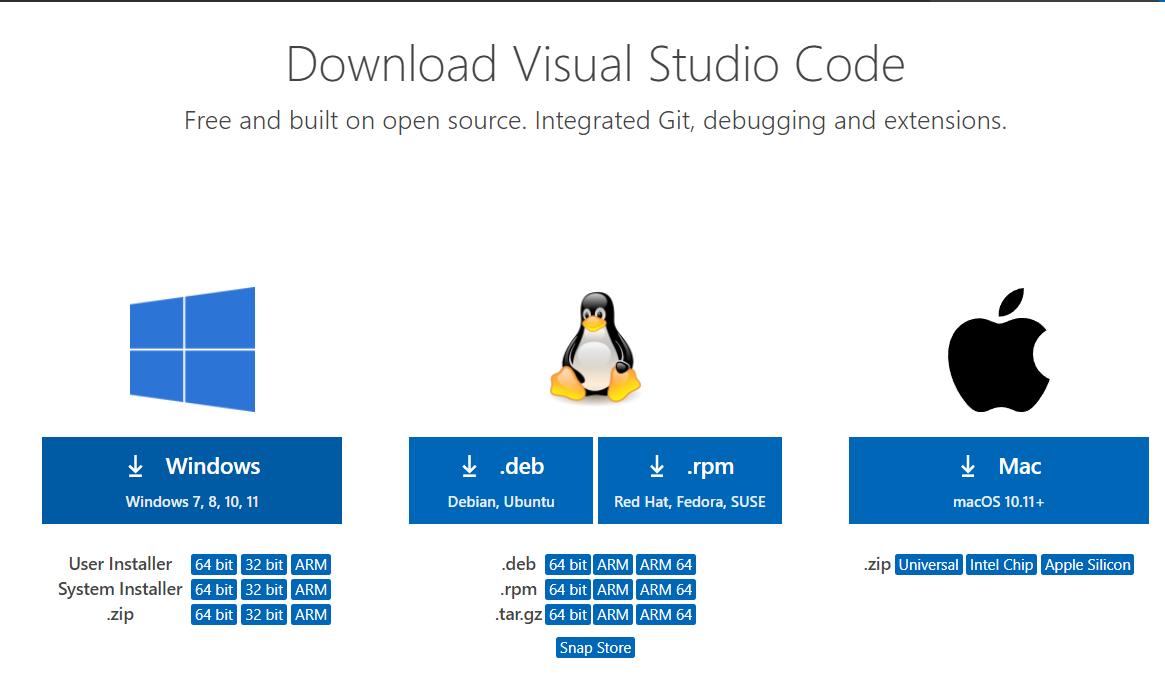 Download Visual Studio Code
Free and built on open source. Integrated Git, debugging and extensions.
Windows
Windows 7, 8, 10, 11
User Installer 64 bit 32 bit ARM
System Installer 64 bit 32 bit ARM
.zip 64 bit 32 bit ARM
.deb
Debian, Ubuntu
.rpm
Red Hat, Fedora, SUSE
.deb 64 bit ARM ARM 64
.rpm 64 bit ARM ARM 64
.tar.gz 64 bit ARM ARM 64
Snap Store
Mac
macOS 10.11+
.zip Universal Intel Chip Apple Silicon